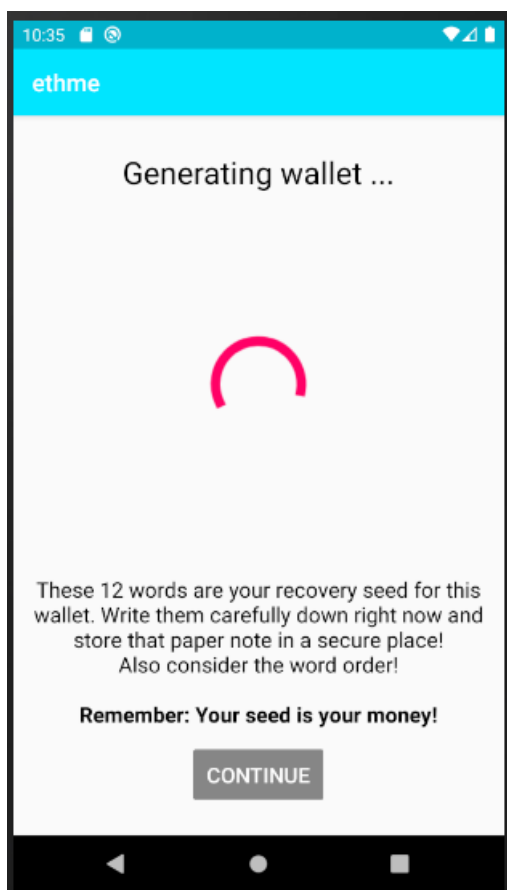 10:35
ethme
Generating wallet ...
These 12 words are your recovery seed for this
wallet. Write them carefully down right now and
store that paper note in a secure place!
Also consider the word order!
Remember: Your seed is your money!
CONTINUE